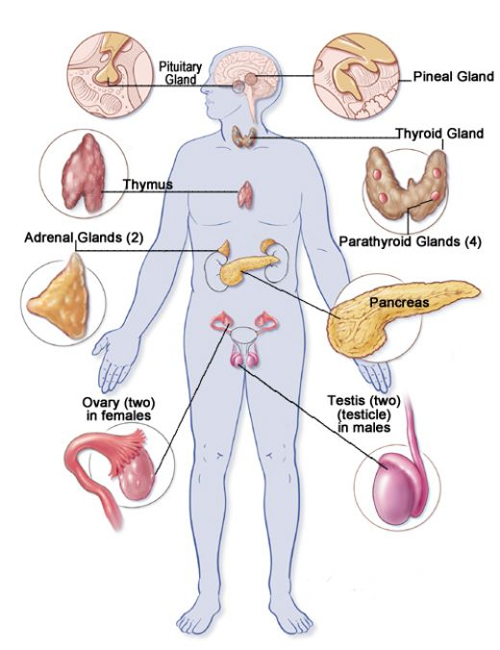 Pituitary
Gland
Pineal Gland
Thyroid Gland
Thymus
Adrenal Glands (2)
Parathyroid Glands (4)
Pancreas
Ovary (two)
in females
Testis (two)
(testicle)
in males